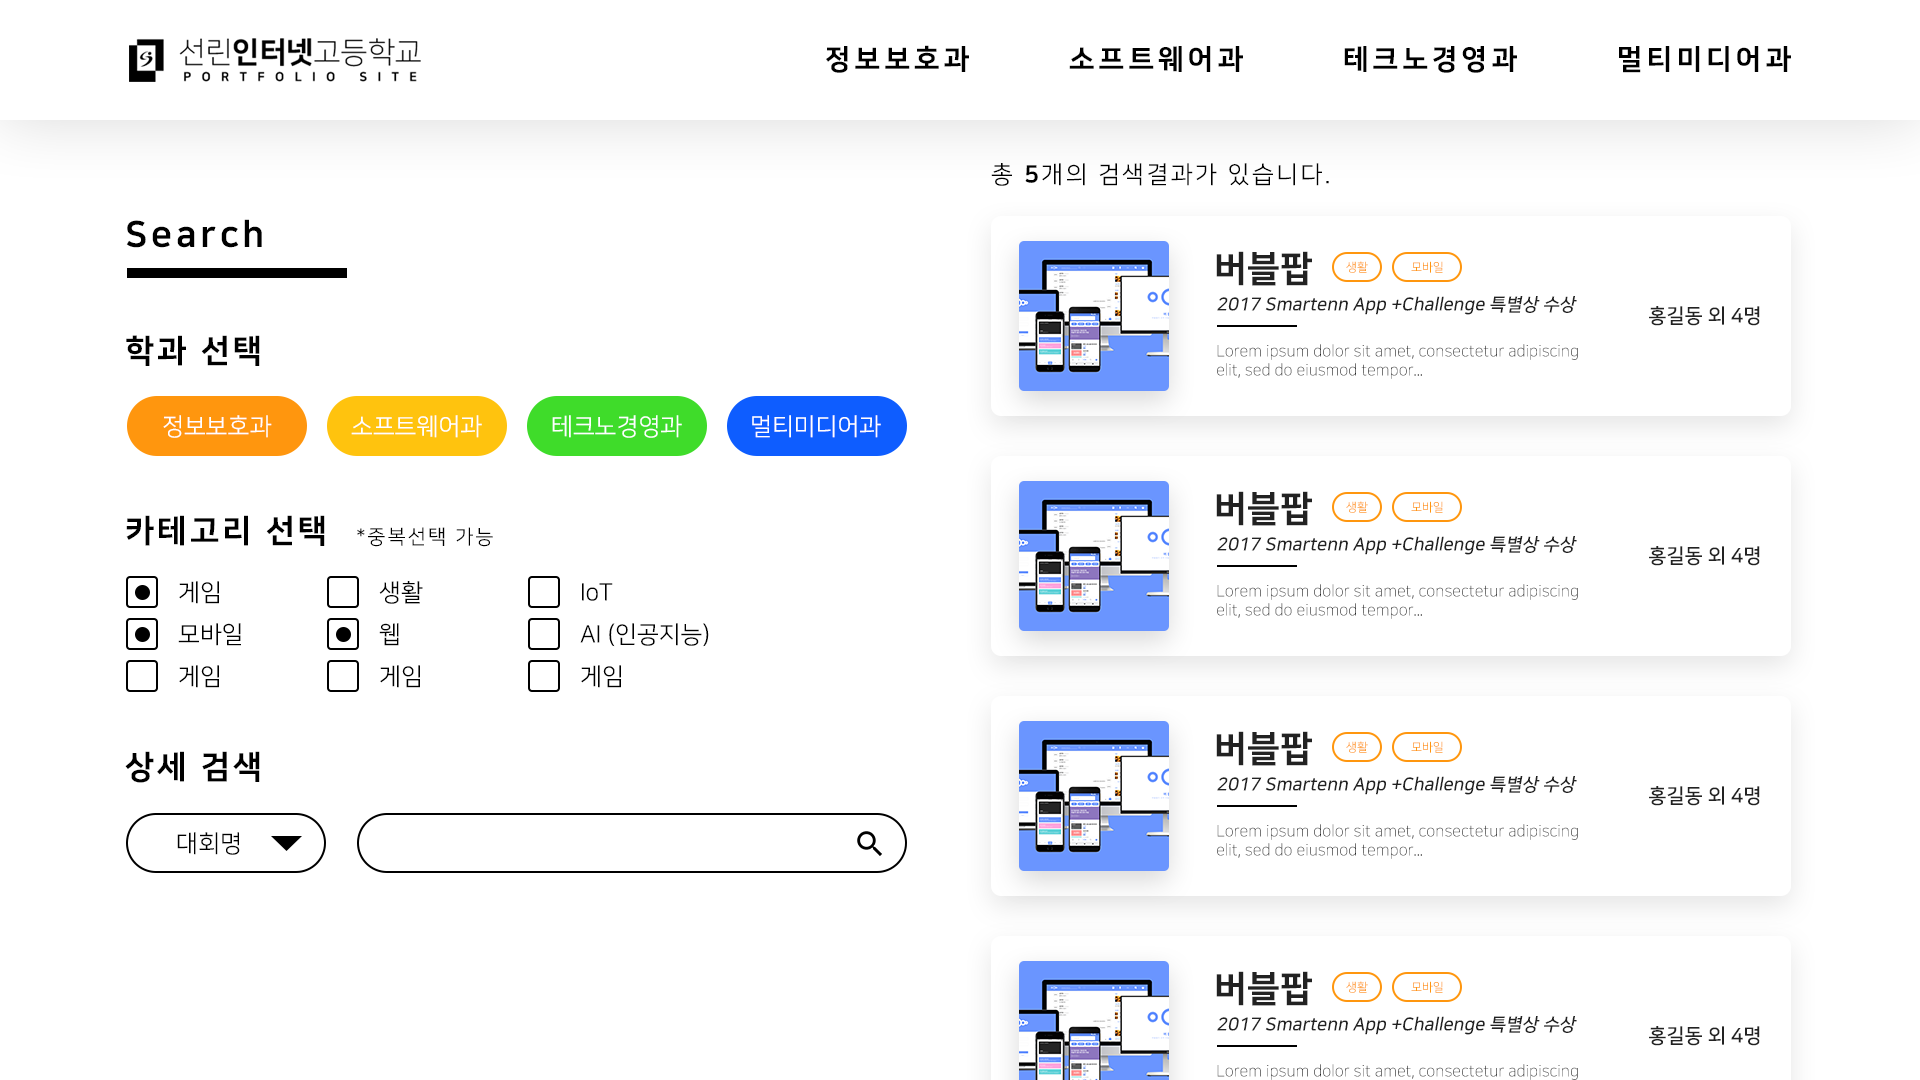 선린인터넷고등학교
PORTFOLIO SITE
정보보호과 소프트웨어과 테크노경영과 멀티미디어과
Search
학과 선택
정보보호과 소프트웨어과 테크노경영과 멀티미디어과
카테고리 선택 *중복선택 가능
게임 생활 IoT
모바일 웹 AI (인공지능)
게임 게임 게임
상세 검색
대회명
총 5개의 검색결과가 있습니다.
버블팝 생활 모바일
2017 Smartenn App +Challenge 특별상 수상
홍길동 외 4명
Lorem ipsum dolor sit amet, consectetur adipiscing
elit, sed do eiusmod tempor...
버블팝 생활 모바일
2017 Smartenn App +Challenge 특별상 수상
홍길동 외 4명
Lorem ipsum dolor sit amet, consectetur adipiscing
elit, sed do eiusmod tempor...
버블팝 생활 모바일
2017 Smartenn App +Challenge 특별상 수상
홍길동 외 4명
Lorem ipsum dolor sit amet, consectetur adipiscing
elit, sed do eiusmod tempor...
버블팝 생활 모바일
2017 Smartenn App +Challenge 특별상 수상
홍길동 외 4명
Lorem ipsum dolor sit amet, consectetur adipiscing